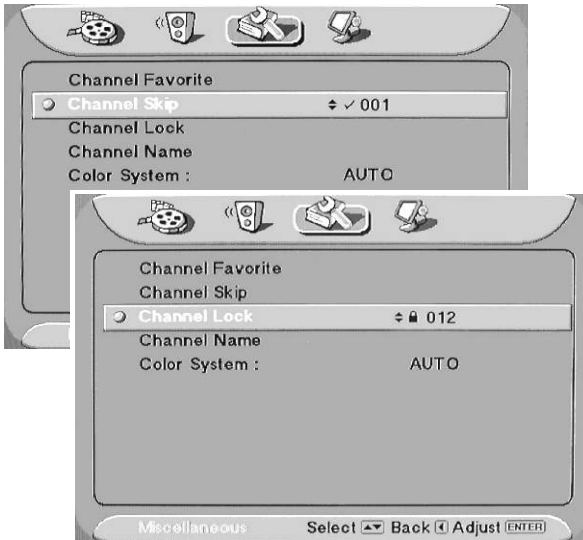 Channel Favorite
Channel Skip 001
Channel Lock
Channel Name
Color System : AUTO
Channel Favorite
Channel Skip
Channel Lock 012
Channel Name
Color System : AUTO
Miscellaneous Select Back Adjust ENTER